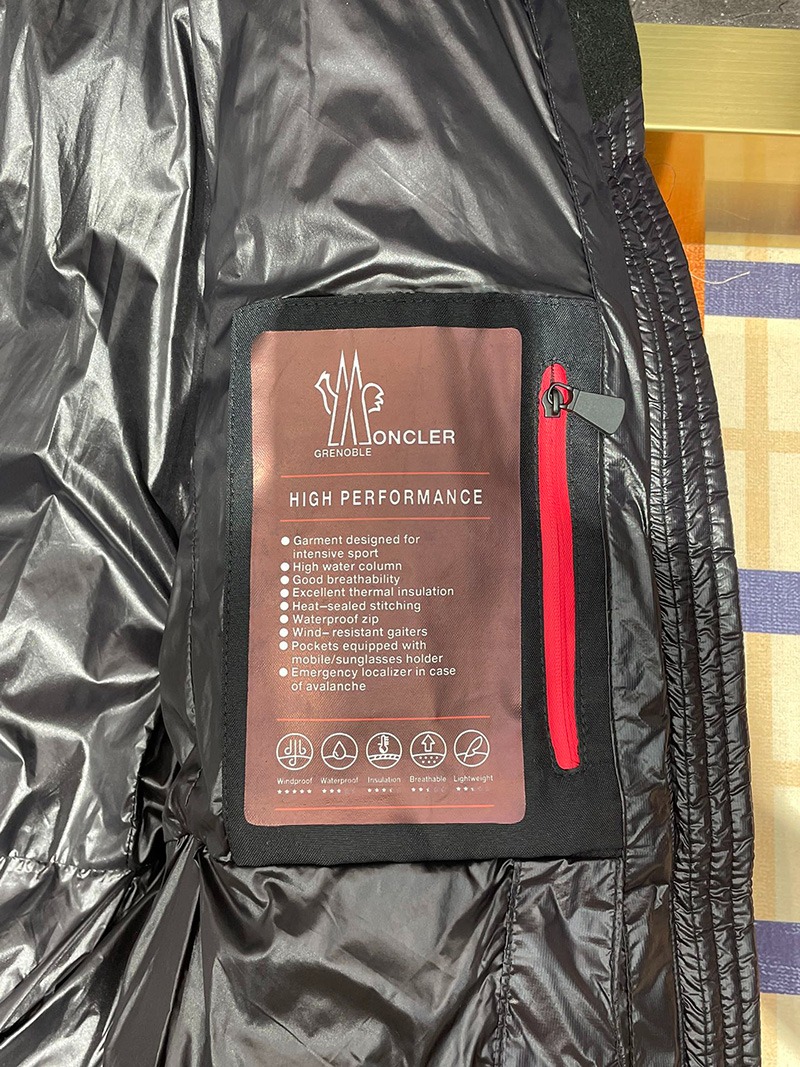 MONCLER
GRENOBLE
HIGH PERFORMANCE
● Garment designed for
intensive sport
● High water column
● Good breathability
● Excellent thermal insulation
● Heat-sealed stitching
● Waterproof zip
● Wind- resistant gaiters
● Pockets equipped with
mobile/sunglasses holder
● Emergency localizer in case
of avalanche
Windproof Waterproof Insulation Breathable Lightweight